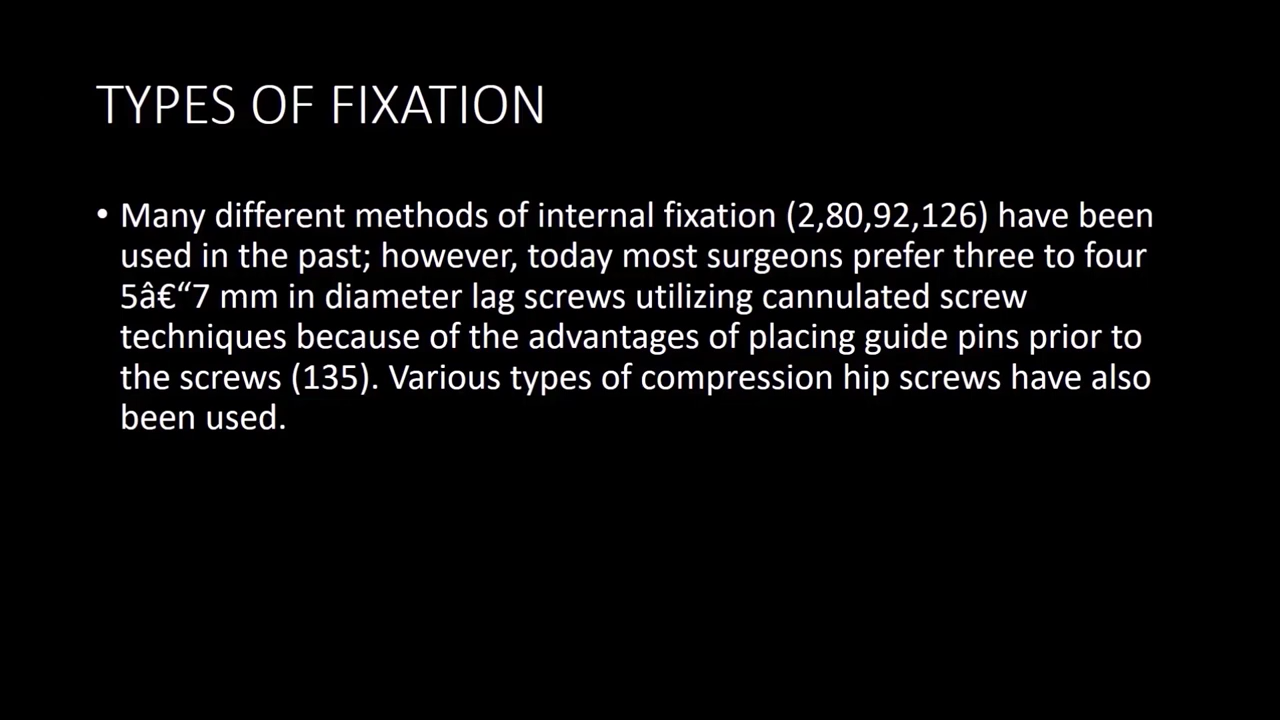 TYPES OF FIXATION
• Many different methods of internal fixation (2,80,92,126) have been
used in the past; however, today most surgeons prefer three to four
5â€“7 mm in diameter lag screws utilizing cannulated screw
techniques because of the advantages of placing guide pins prior to
the screws (135). Various types of compression hip screws have also
been used.